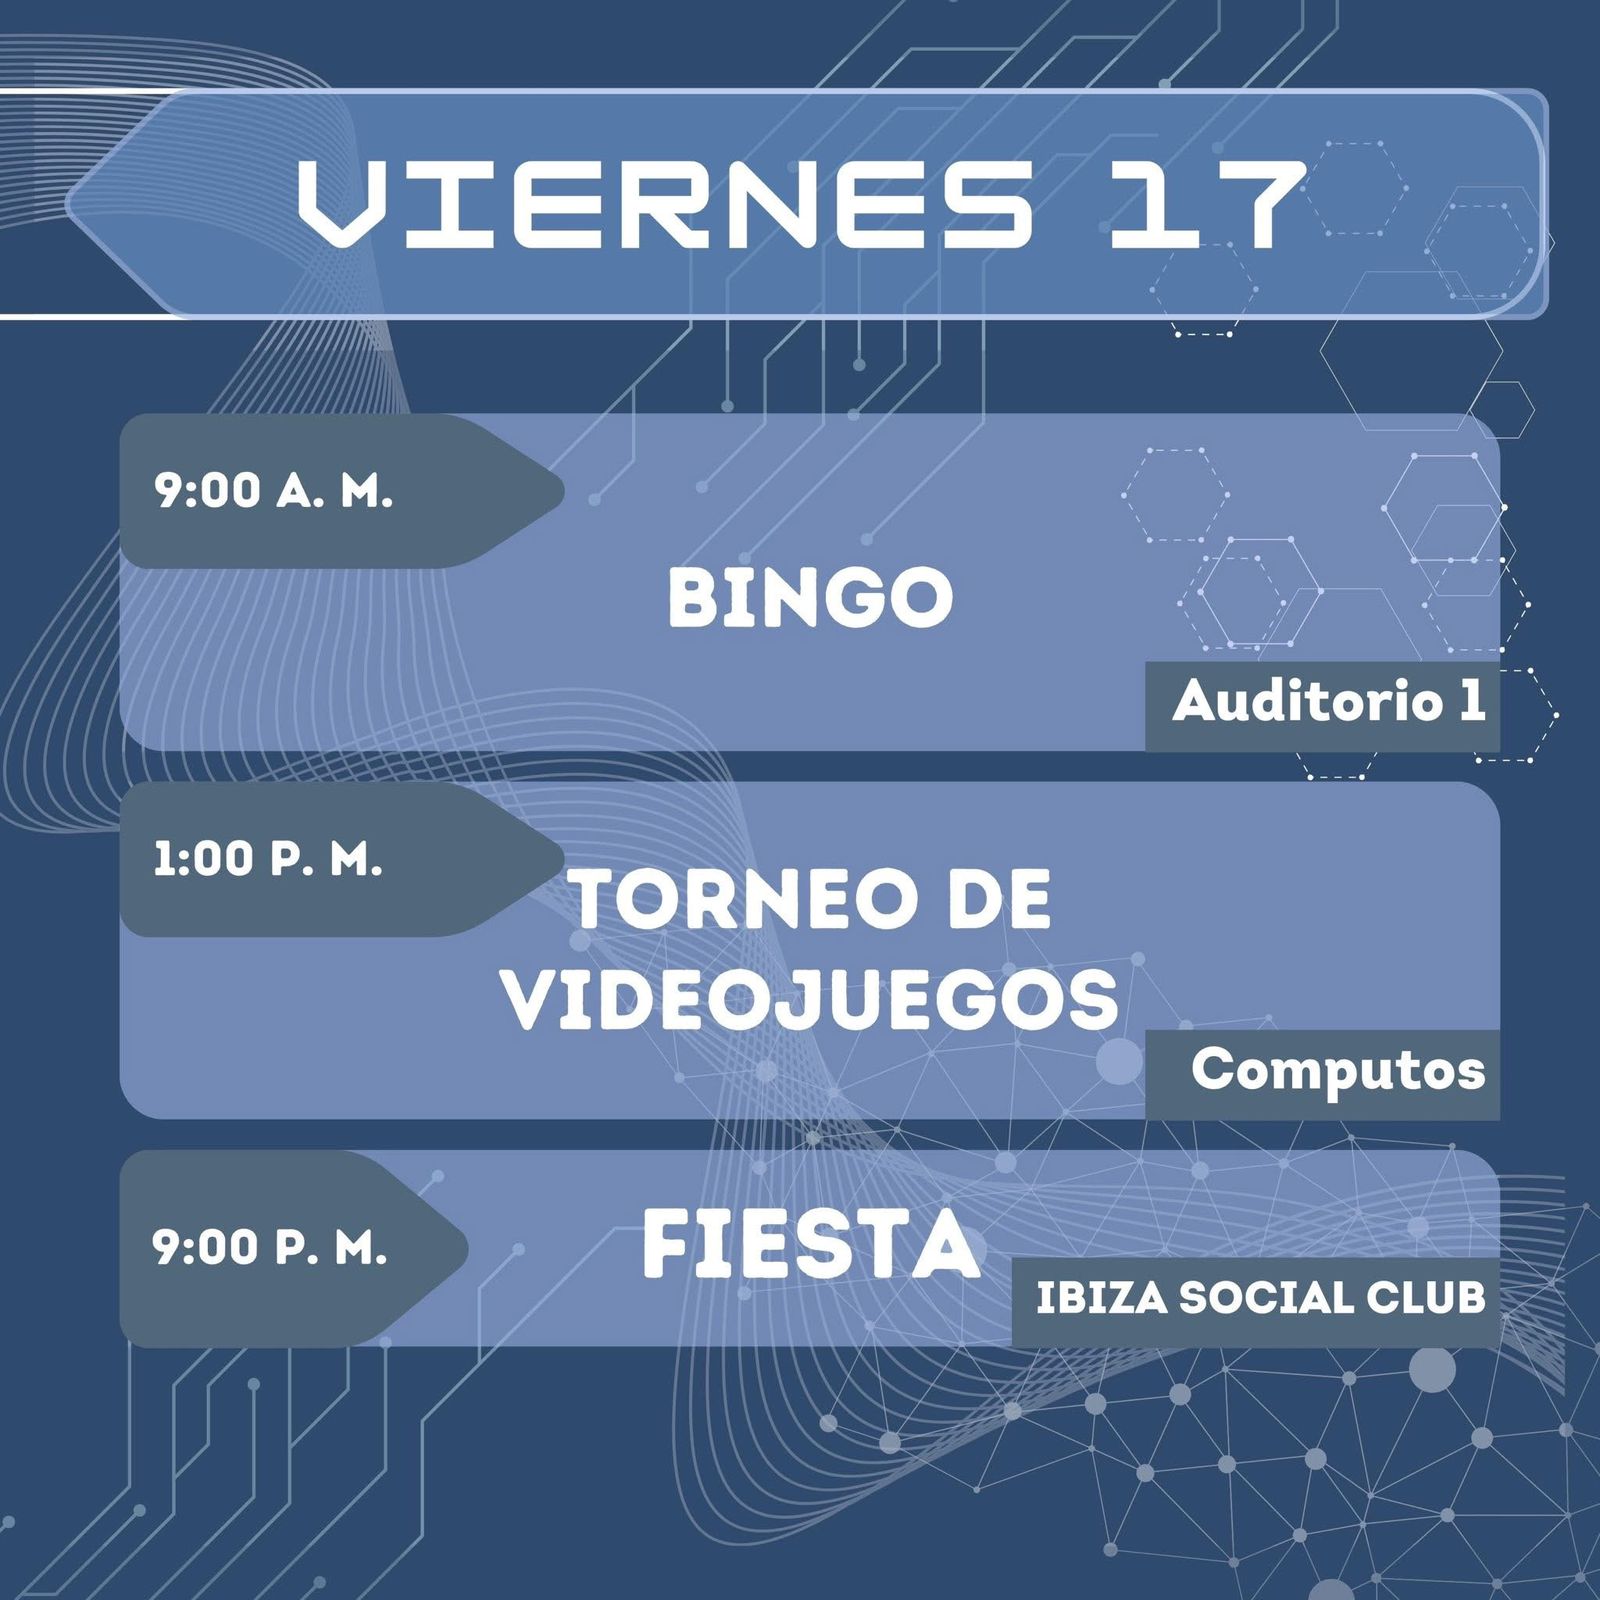 VIERNES 17
9:00 A. M.
BINGO
Auditorio 1
1:00 P. M.
TORNEO DE
VIDEOJUEGOS
Computos
9:00 P. M.
FIESTA
IBIZA SOCIAL CLUB